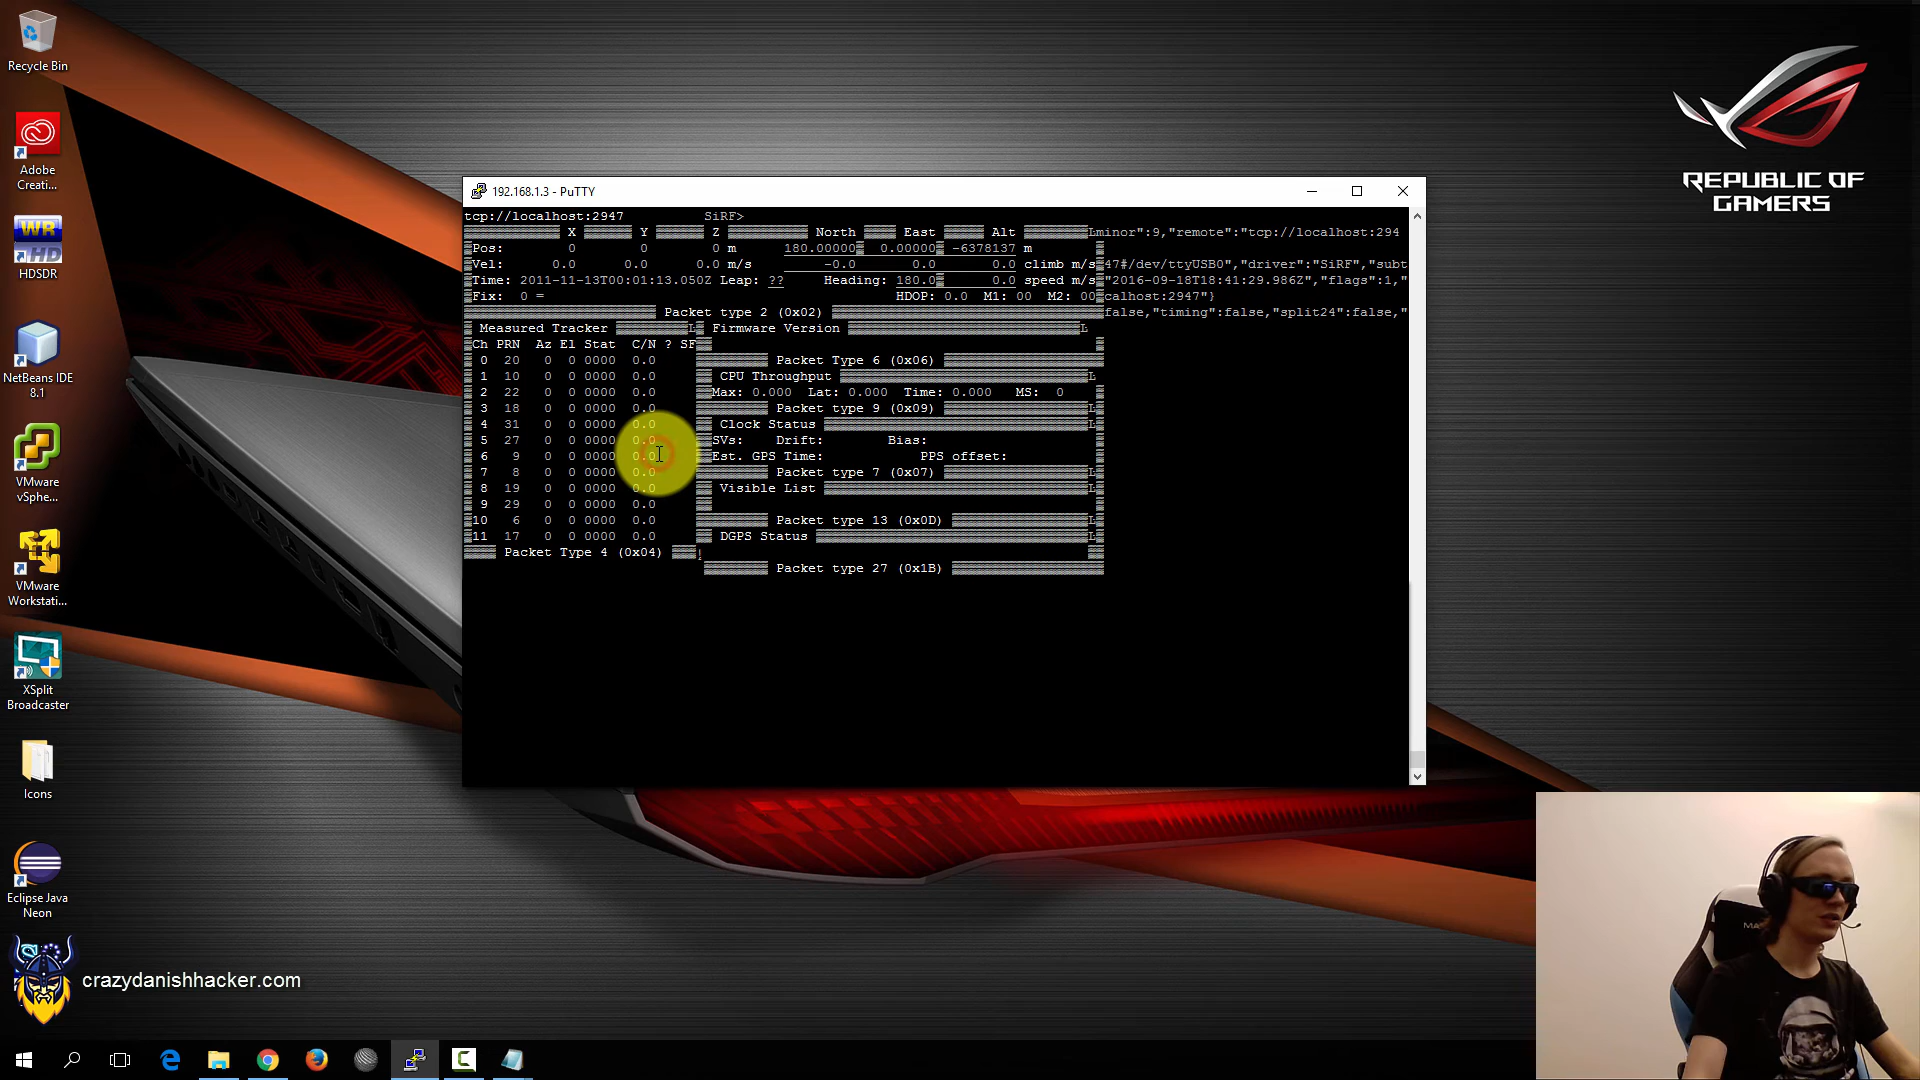 Recycle Bin
Adobe
Creati...
WR
HD
HDSDR
NetBeans IDE
8.1
VMware
vSphe...
VMware
Workstati...
XSplit
Broadcaster
Icons
Eclipse Java
Neon
crazydanishhacker.com
REPUBLIC OF
GAMERS
192.168.1.3 - PuTTY
tcp://localhost:2947 SiRF>
X Y Z North East Alt minor":9,"remote":"tcp://localhost:294
Pos: 0 0 0 m 180.00000 0.00000 -6378137 m
Vel: 0.0 0.0 0.0 m/s -0.0 0.0 0.0 climb m/s 47#/dev/ttyUSB0","driver":"SiRF","subt
Time: 2011-11-13T00:01:13.050Z Leap: ?? Heading: 180.0 0.0 speed m/s "2016-09-18T18:41:29.986Z","flags":1,"
Fix: 0 = HDOP: 0.0 M1: 00 M2: 00 calhost:2947"}
Packet type 2 (0x02) false,"timing":false,"split24":false,"
Measured Tracker Firmware Version
Ch PRN Az El Stat C/N ? SF
0 20 0 0 0000 0.0 Packet Type 6 (0x06)
1 10 0 0 0000 0.0 CPU Throughput
2 22 0 0 0000 0.0 Max: 0.000 Lat: 0.000 Time: 0.000 MS: 0
3 18 0 0 0000 0.0 Packet type 9 (0x09)
4 31 0 0 0000 0.0 Clock Status
5 27 0 0 0000 0.0 SVs: Drift: Bias:
6 9 0 0 0000 0.0 Est. GPS Time: PPS offset:
7 8 0 0 0000 0.0 Packet type 7 (0x07)
8 19 0 0 0000 0.0 Visible List
9 29 0 0 0000 0.0
10 6 0 0 0000 0.0 Packet type 13 (0x0D)
11 17 0 0 0000 0.0 DGPS Status
Packet Type 4 (0x04)
Packet type 27 (0x1B)